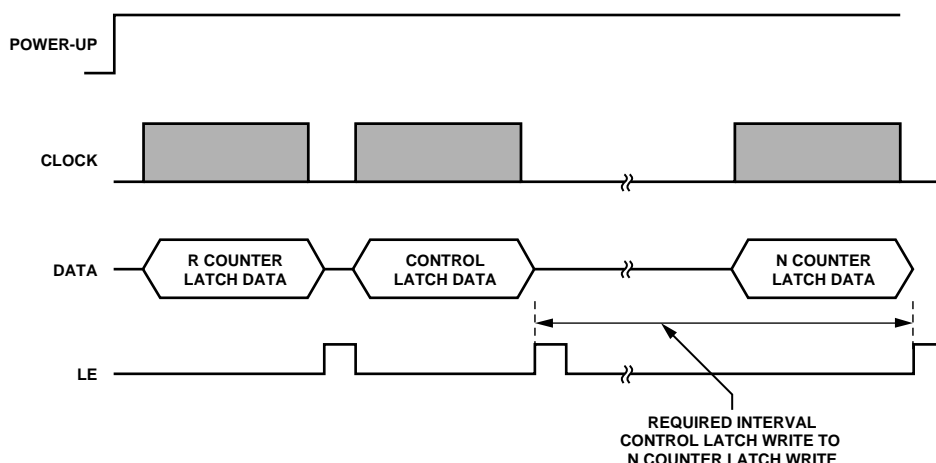 POWER-UP
CLOCK
DATA
R COUNTER
LATCH DATA
CONTROL
LATCH DATA
N COUNTER
LATCH DATA
LE
REQUIRED INTERVAL
CONTROL LATCH WRITE TO
N COUNTER LATCH WRITE